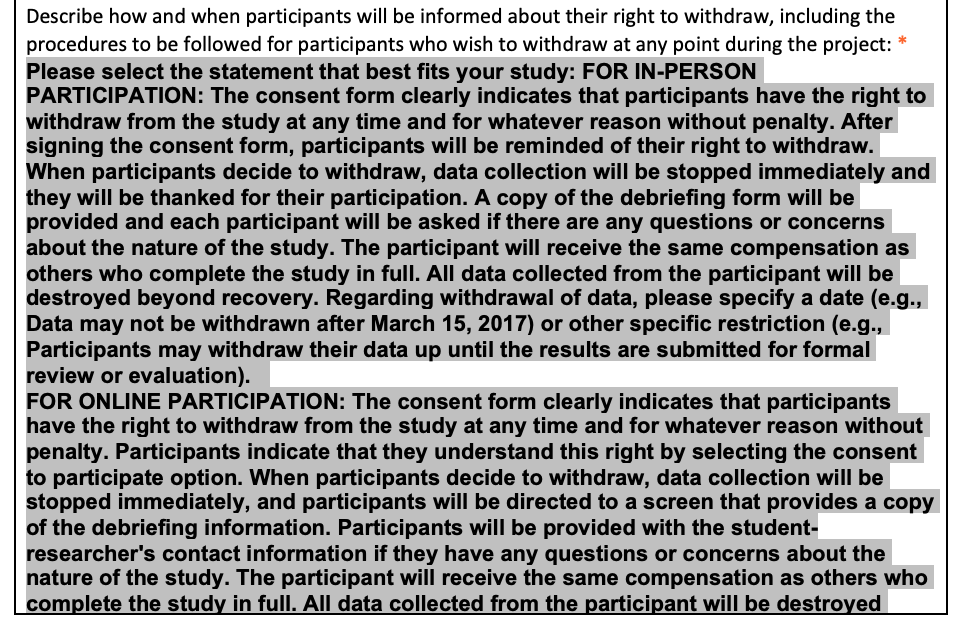 Describe how and when participants will be informed about their right to withdraw, including the
procedures to be followed for participants who wish to withdraw at any point during the project: *
Please select the statement that best fits your study: FOR IN-PERSON
PARTICIPATION: The consent form clearly indicates that participants have the right to
withdraw from the study at any time and for whatever reason without penalty. After
signing the consent form, participants will be reminded of their right to withdraw.
When participants decide to withdraw, data collection will be stopped immediately and
they will be thanked for their participation. A copy of the debriefing form will be
provided and each participant will be asked if there are any questions or concerns
about the nature of the study. The participant will receive the same compensation as
others who complete the study in full. All data collected from the participant will be
destroyed beyond recovery. Regarding withdrawal of data, please specify a date (e.g.,
Data may not be withdrawn after March 15, 2017) or other specific restriction (e.g.,
Participants may withdraw their data up until the results are submitted for formal
review or evaluation).
FOR ONLINE PARTICIPATION: The consent form clearly indicates that participants
have the right to withdraw from the study at any time and for whatever reason without
penalty. Participants indicate that they understand this right by selecting the consent
to participate option. When participants decide to withdraw, data collection will be
stopped immediately, and participants will be directed to a screen that provides a copy
of the debriefing information. Participants will be provided with the student-
researcher's contact information if they have any questions or concerns about the
nature of the study. The participant will receive the same compensation as others who
complete the study in full. All data collected from the participant will be destroyed